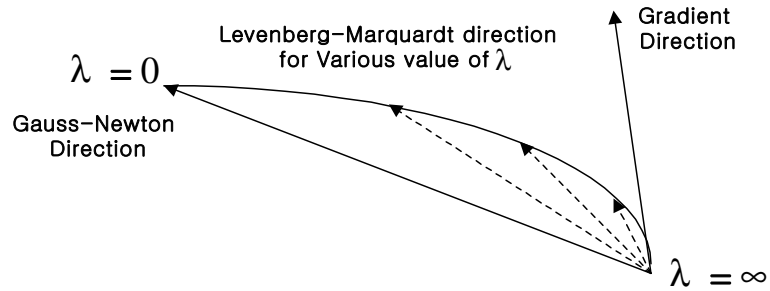 Gradient
Direction
Levenberg-Marquardt direction
for Various value of λ
λ = 0
Gauss-Newton
Direction
λ = ∞